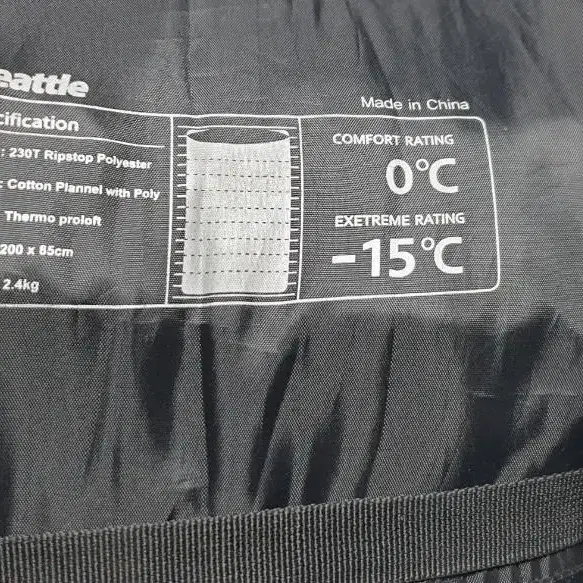 eattle
Made in China
cification
: 230T Ripstop Polyester
: Cotton Plannel with Poly
Thermo proloft
200 x 85cm
2.4kg
COMFORT RATING
0°C
EXETREME RATING
-15°C